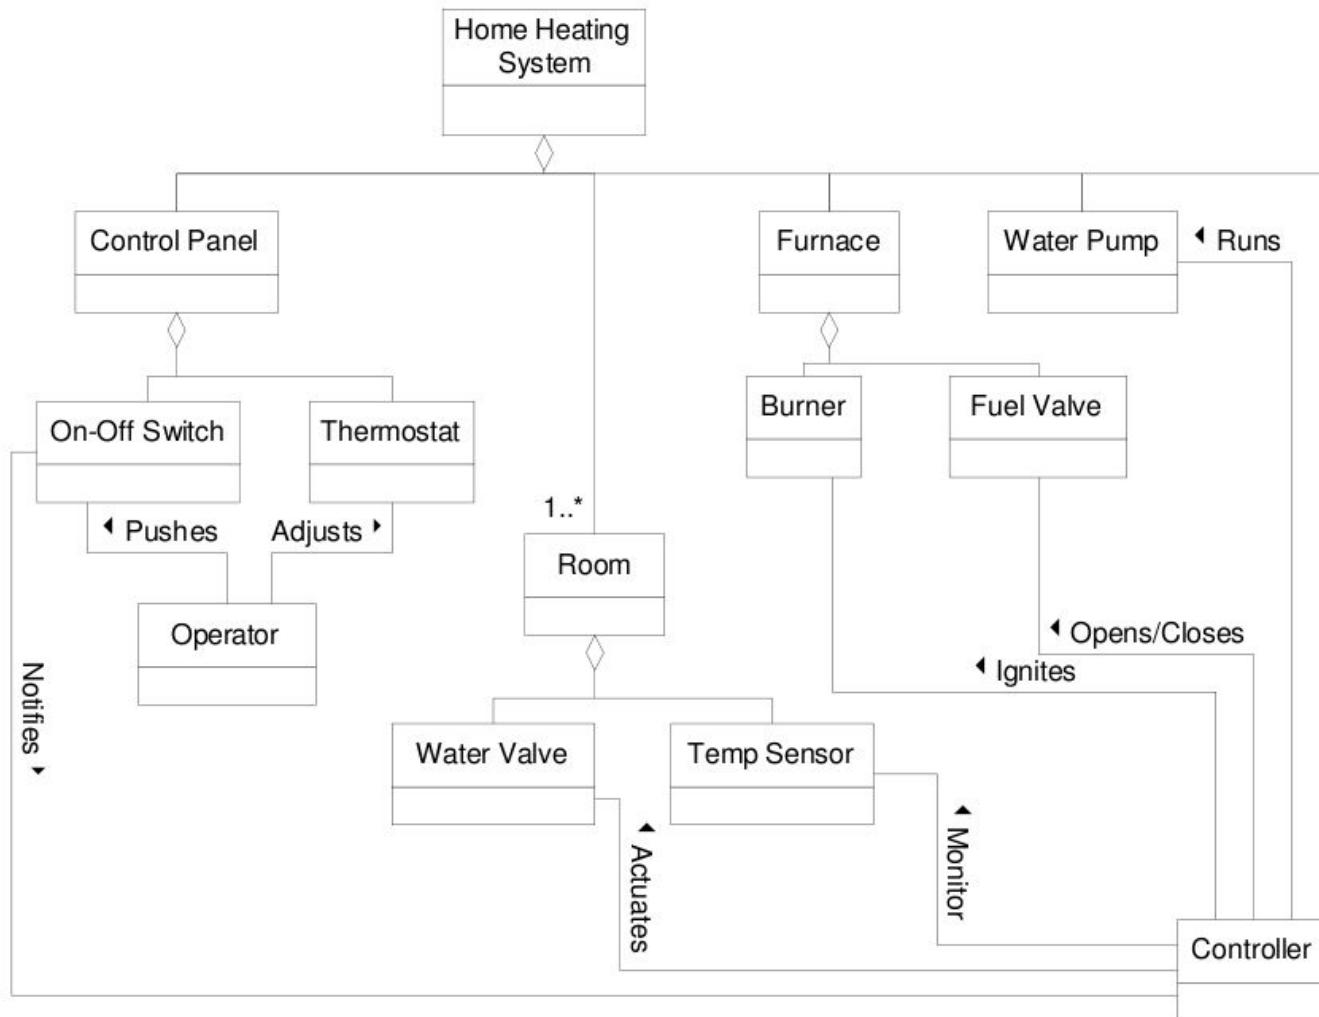 Home Heating
System
Control Panel
Furnace
Water Pump
Runs
On-Off Switch
Thermostat
Burner
Fuel Valve
Pushes
Adjusts
1..*
Room
Operator
Opens/Closes
Ignites
Notifies
Water Valve
Temp Sensor
Actuates
Monitor
Controller